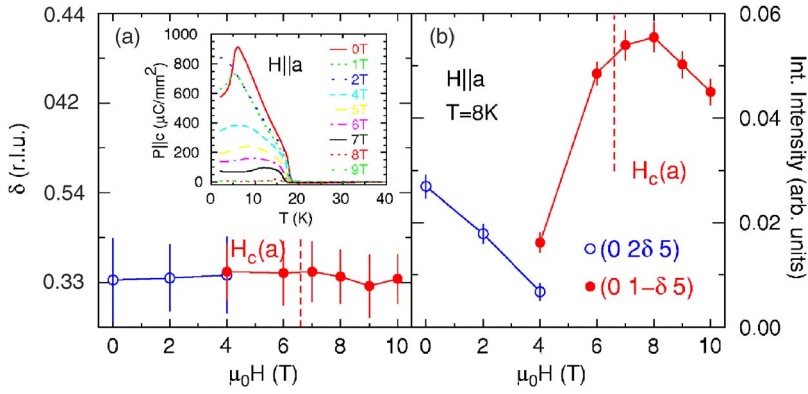 (a)
H||a
1000
800
600
400
200
0
P||c (μC/mm²)
0 10 20 30 40
T (K)
0T
1T
2T
4T
5T
6T
7T
8T
9T
0.44
042
0.54
0.33
δ (r.l.u.)
Hc(a)
0 2 4 6 8 10
μ0H (T)
(b)
H||a
T=8K
Hc(a)
(0 2δ 5)
(0 1−δ 5)
0 2 4 6 8 10
μ0H (T)
0.06
0.04
0.02
0.00
Int. Intensity (arb. units)